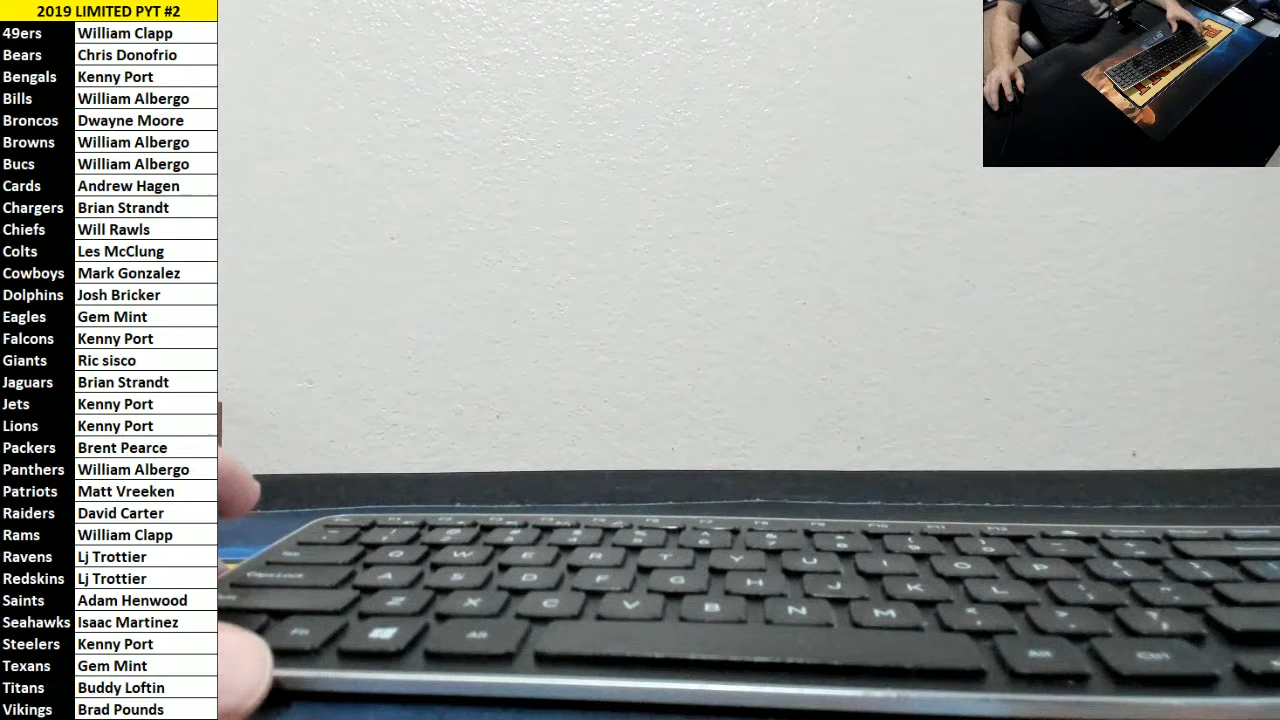 2019 LIMITED PYT #2
49ers William Clapp
Bears Chris Donofrio
Bengals Kenny Port
Bills William Albergo
Broncos Dwayne Moore
Browns William Albergo
Bucs William Albergo
Cards Andrew Hagen
Chargers Brian Strandt
Chiefs Will Rawls
Colts Les McClung
Cowboys Mark Gonzalez
Dolphins Josh Bricker
Eagles Gem Mint
Falcons Kenny Port
Giants Ric sisco
Jaguars Brian Strandt
Jets Kenny Port
Lions Kenny Port
Packers Brent Pearce
Panthers William Albergo
Patriots Matt Vreeken
Raiders David Carter
Rams William Clapp
Ravens Lj Trottier
Redskins Lj Trottier
Saints Adam Henwood
Seahawks Isaac Martinez
Steelers Kenny Port
Texans Gem Mint
Titans Buddy Loftin
Vikings Brad Pounds
Q W E R T Y U I O P
A S D F G H J K L
Z X C V B N M
Fn Alt Alt Ctrl